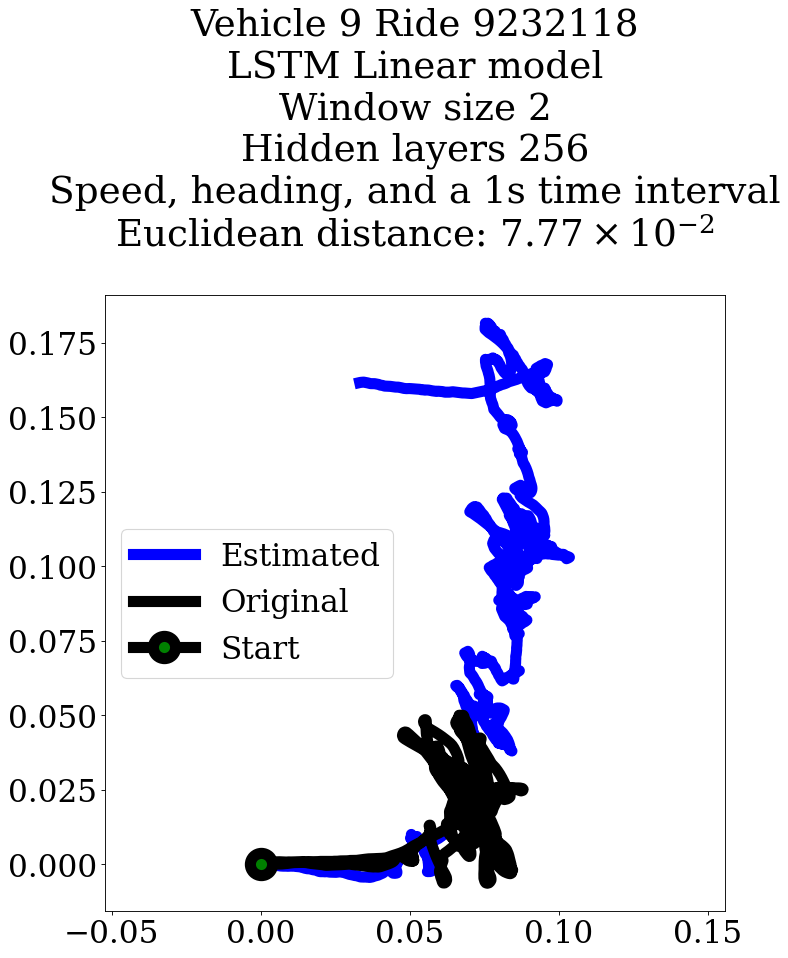 Vehicle 9 Ride 9232118
LSTM Linear model
Window size 2
Hidden layers 256
Speed, heading, and a 1s time interval
Euclidean distance: 7.77 × 10⁻²
0.175
0.150
0.125
0.100
0.075
0.050
0.025
0.000
Estimated
Original
Start
−0.05 0.00 0.05 0.10 0.15